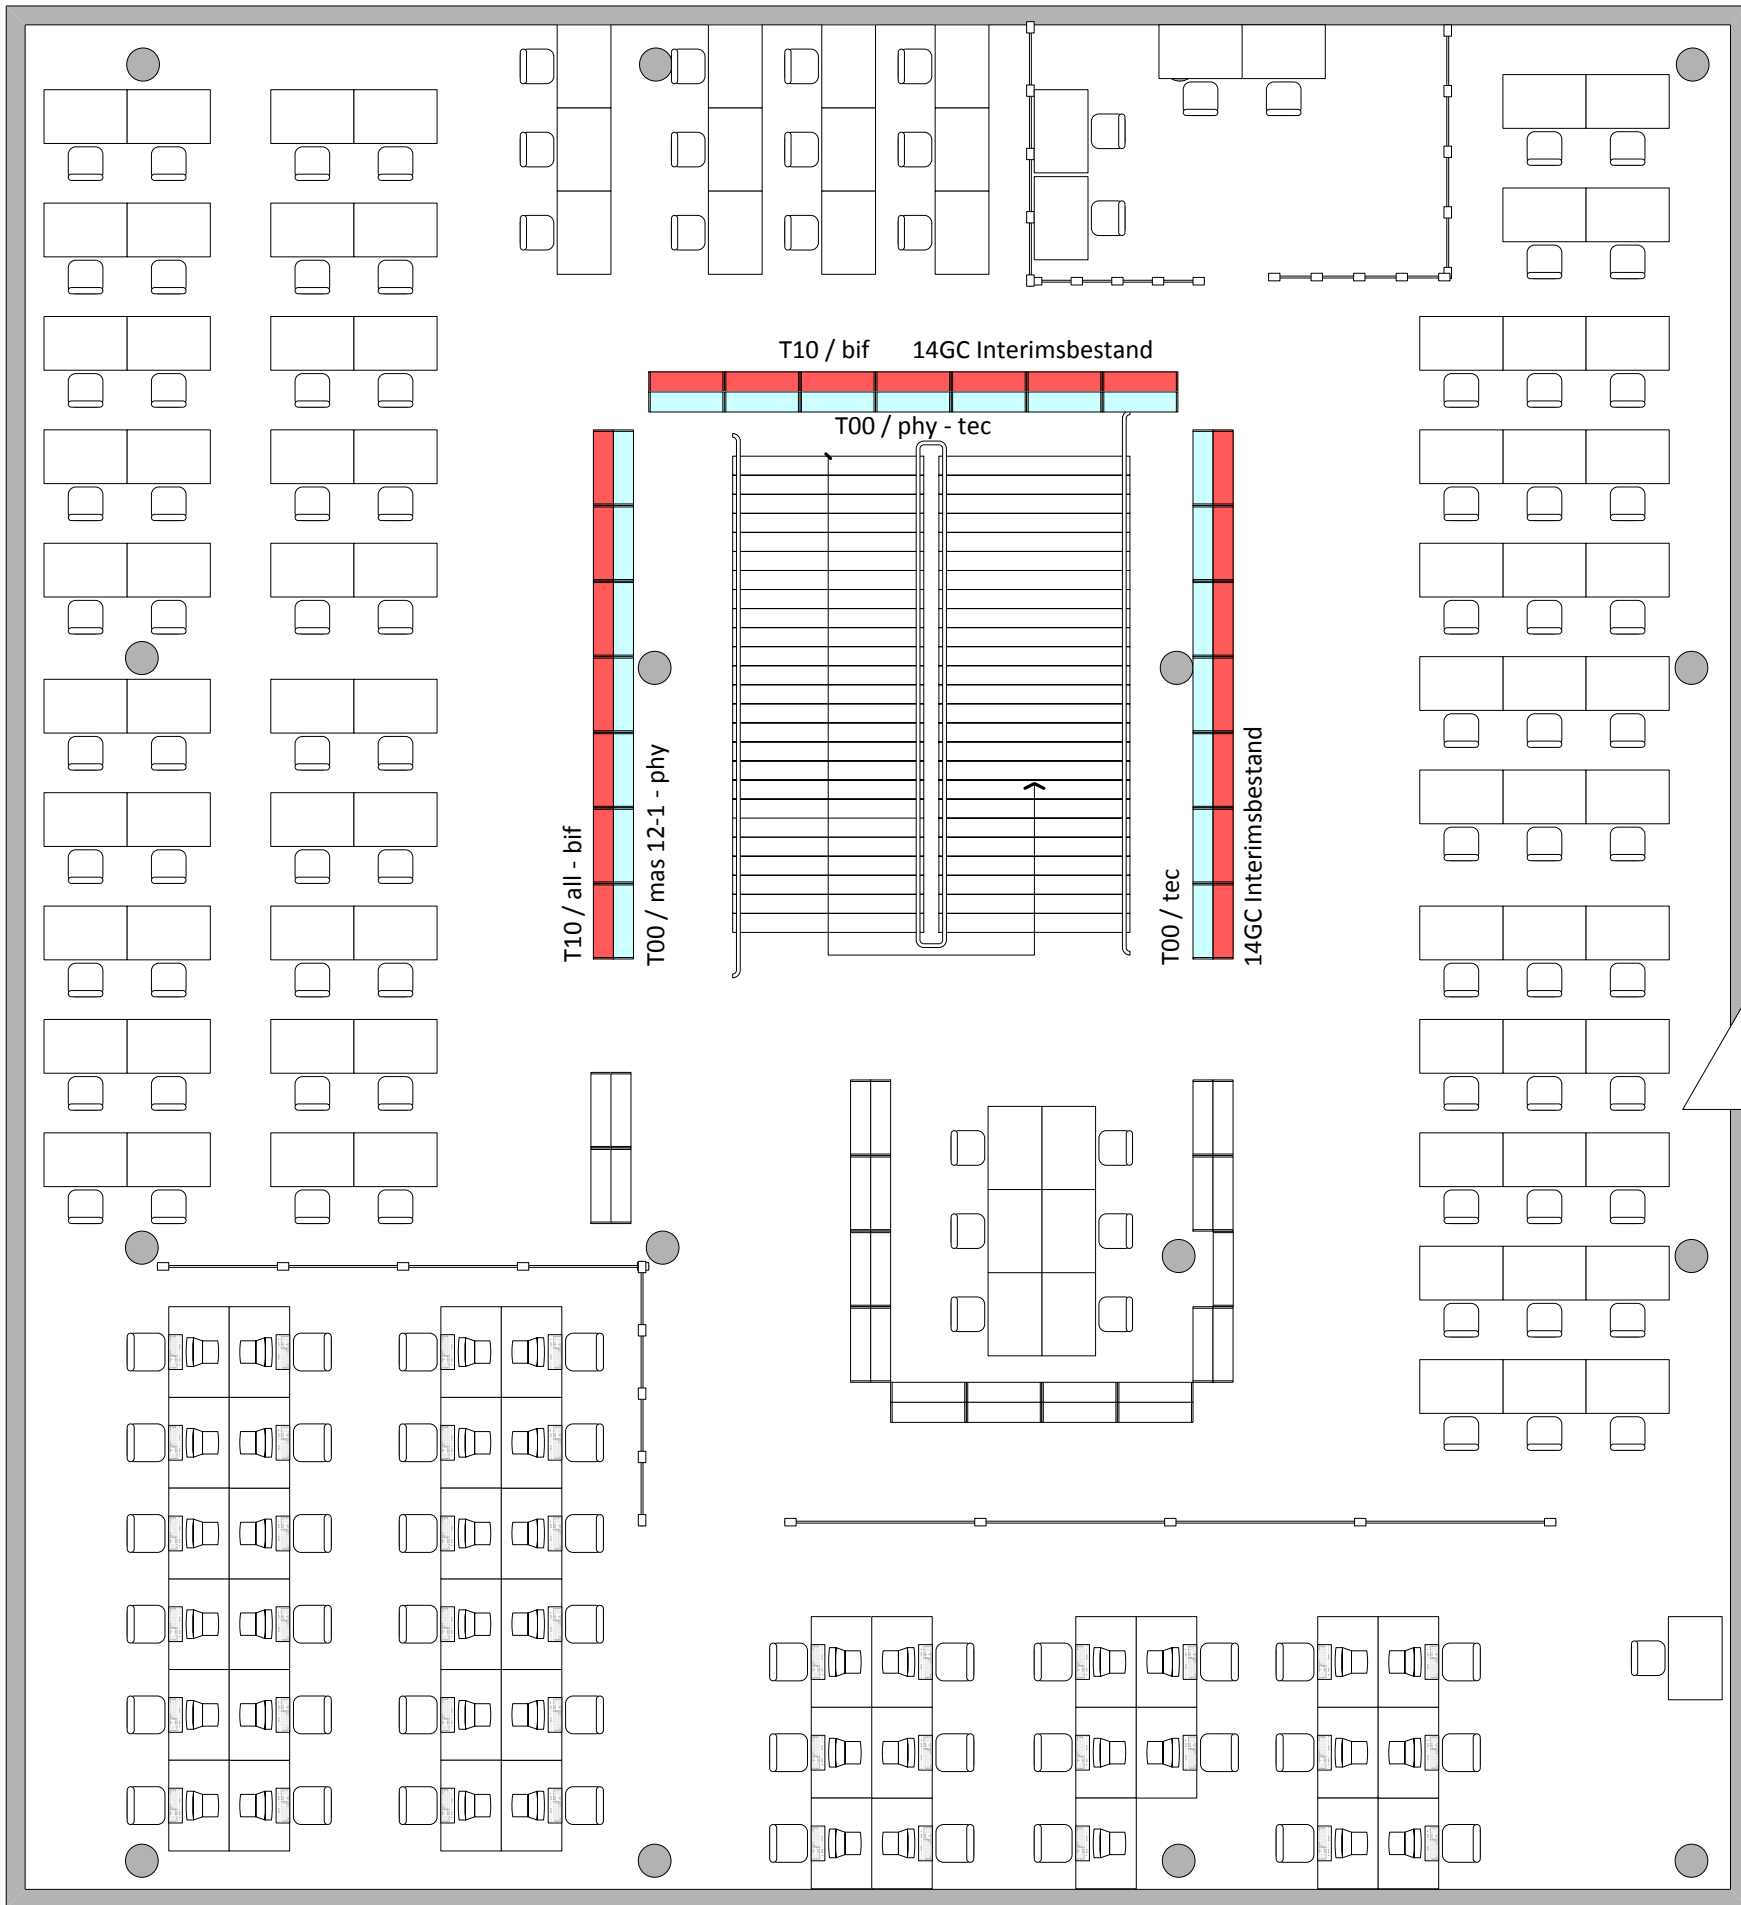 T10 / bif
14GC Interimsbestand
T00 / phy - tec
T10 / all - bif
T00 / mas 12-1 - phy
T00 / tec
14GC Interimsbestand